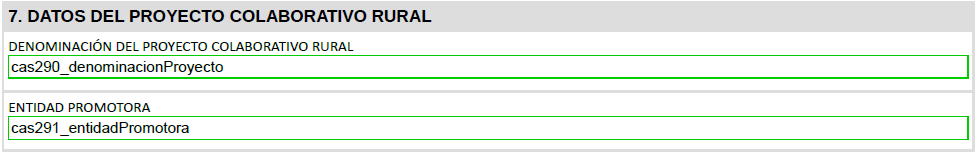 7. DATOS DEL PROYECTO COLABORATIVO RURAL
DENOMINACIÓN DEL PROYECTO COLABORATIVO RURAL
cas290_denominacionProyecto
ENTIDAD PROMOTORA
cas291_entidadPromotora